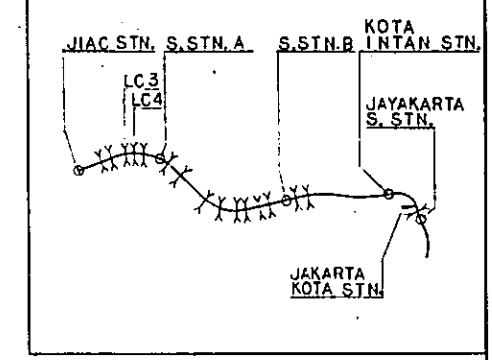 KOTA
JIAC STN. S.STN. A S.STN.B INTAN STN.
LC3
LC4
JAYAKARTA
S. STN.
JAKARTA
KOTA STN.